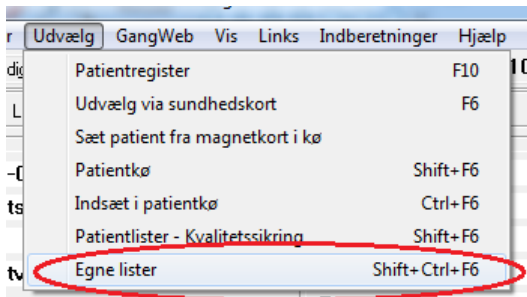 r Udvælg GangWeb Vis Links Indberetninger Hjælp
Patientregister F10
Udvælg via sundhedskort F6
Sæt patient fra magnetkort i kø
Patientkø Shift+F6
Indsæt i patientkø Ctrl+F6
Patientlister - Kvalitetssikring Shift+F6
Egne lister Shift+Ctrl+F6